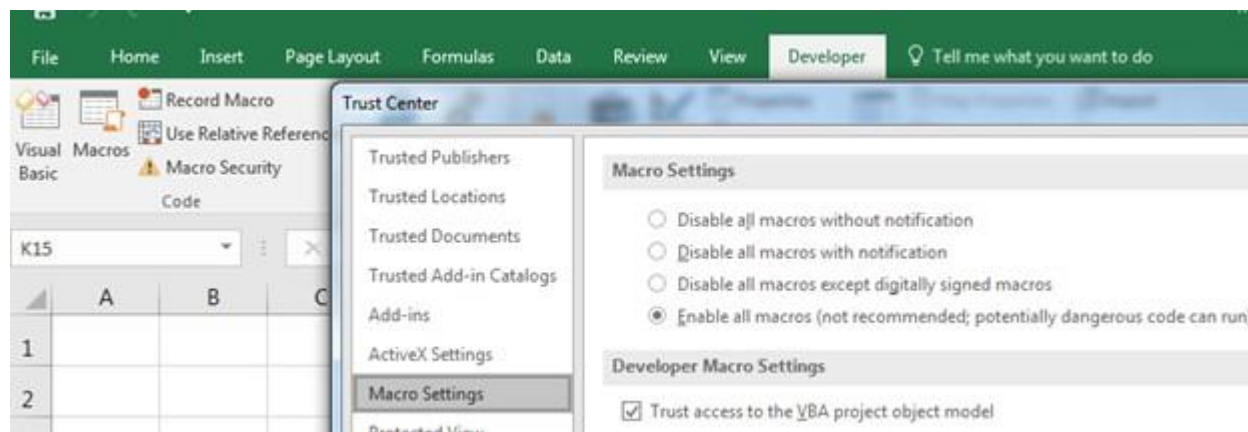 File Home Insert Page Layout Formulas Data Review View Developer Tell me what you want to do
Record Macro
Use Relative Referenc
Macro Security
Visual Basic
Macros
Code
K15
A B C
1
2
Trust Center
Trusted Publishers
Trusted Locations
Trusted Documents
Trusted Add-in Catalogs
Add-ins
ActiveX Settings
Macro Settings
Protected View
Macro Settings
Disable all macros without notification
Disable all macros with notification
Disable all macros except digitally signed macros
Enable all macros (not recommended; potentially dangerous code can run)
Developer Macro Settings
Trust access to the VBA project object model